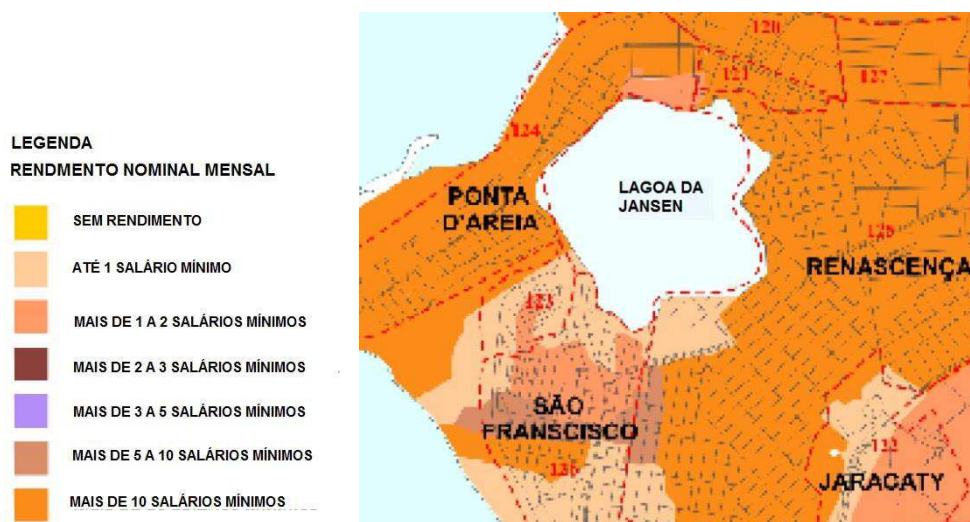 LEGENDA
RENDMENTO NOMINAL MENSAL
SEM RENDIMENTO
ATÉ 1 SALÁRIO MÍNIMO
MAIS DE 1 A 2 SALÁRIOS MÍNIMOS
MAIS DE 2 A 3 SALÁRIOS MÍNIMOS
MAIS DE 3 A 5 SALÁRIOS MÍNIMOS
MAIS DE 5 A 10 SALÁRIOS MÍNIMOS
MAIS DE 10 SALÁRIOS MÍNIMOS
120
121
127
124
LAGOA DA
JANSEN
PONTA
D'AREIA
RENASCENÇA
123
SÃO
FRANSCISCO
122
JARACATY